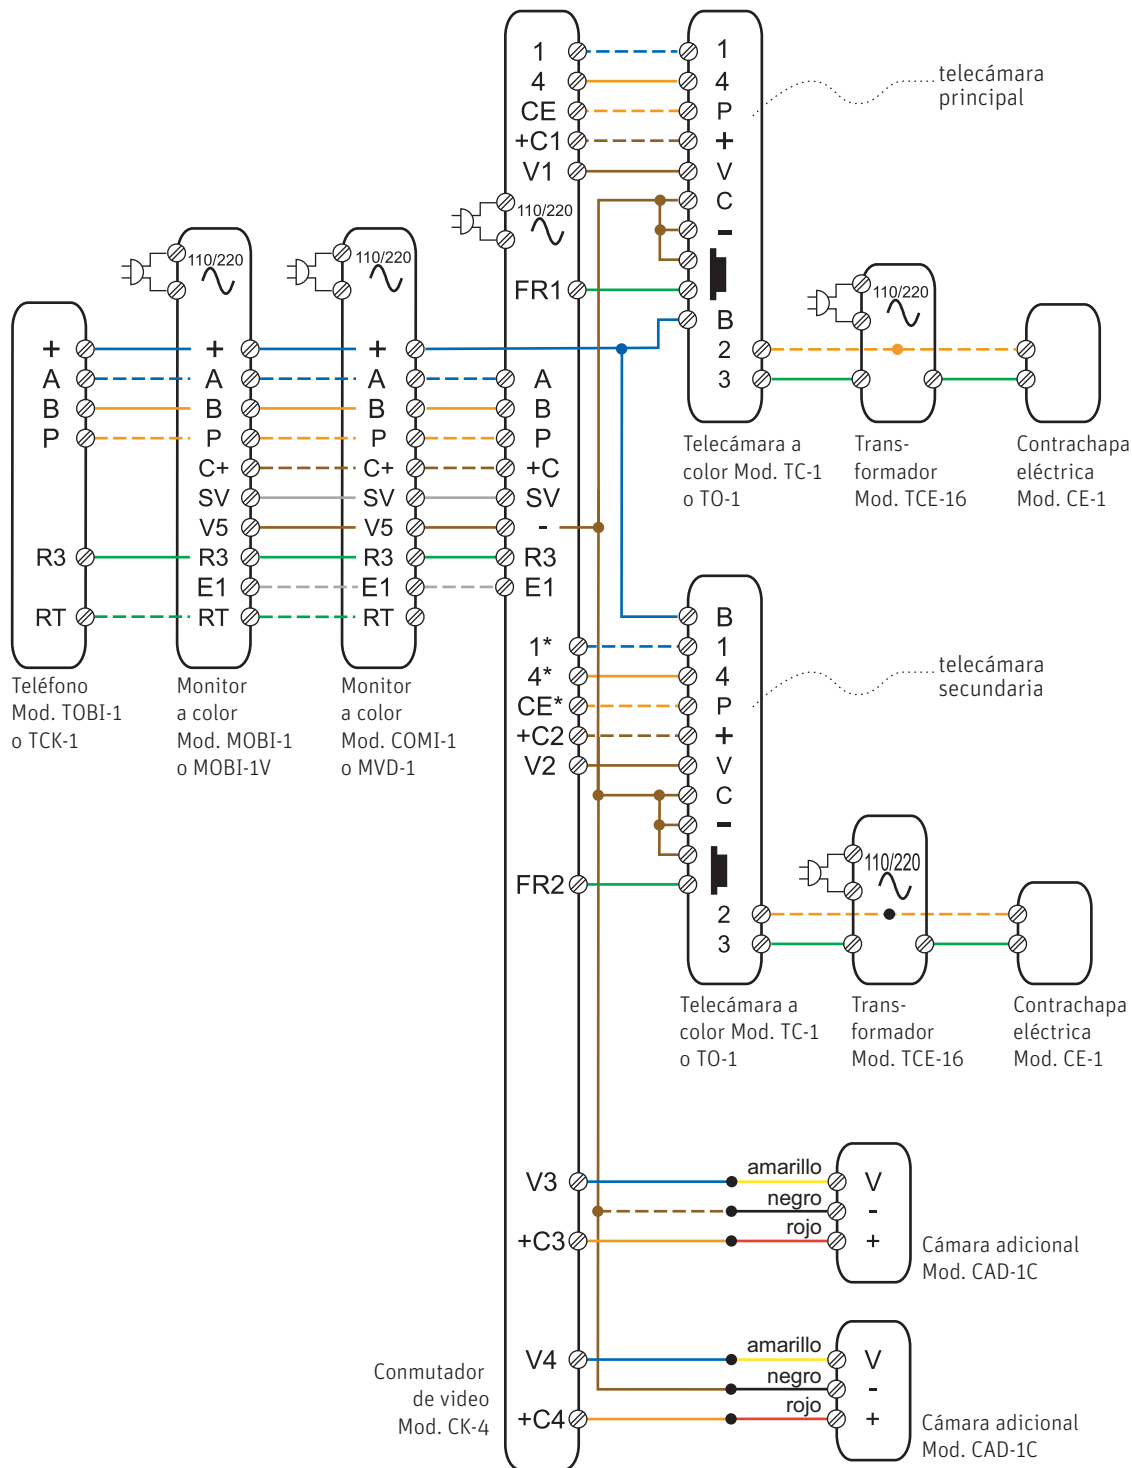 1
4
CE
+C1
V1
110/220
FR1
A
B
P
+C
SV
-
R3
E1
1*
4*
CE*
+C2
V2
FR2
V3
+C3
V4
+C4
Conmutador
de video
Mod. CK-4
1
4
P
+
V
C
-
B
2
3
telecámara
principal
Telecámara a
color Mod. TC-1
o TO-1
110/220
Trans-
formador
Mod. TCE-16
Contrachapa
eléctrica
Mod. CE-1
+
A
B
P
R3
RT
Teléfono
Mod. TOBI-1
o TCK-1
110/220
+
A
B
P
C+
SV
V5
R3
E1
RT
Monitor
a color
Mod. MOBI-1
o MOBI-1V
110/220
+
A
B
P
C+
SV
V5
R3
E1
RT
Monitor
a color
Mod. COMI-1
o MVD-1
B
1
4
P
+
V
C
-
2
3
telecámara
secundaria
Telecámara a
color Mod. TC-1
o TO-1
110/220
Trans-
formador
Mod. TCE-16
Contrachapa
eléctrica
Mod. CE-1
amarillo
negro
rojo
V
-
+
Cámara adicional
Mod. CAD-1C
amarillo
negro
rojo
V
-
+
Cámara adicional
Mod. CAD-1C